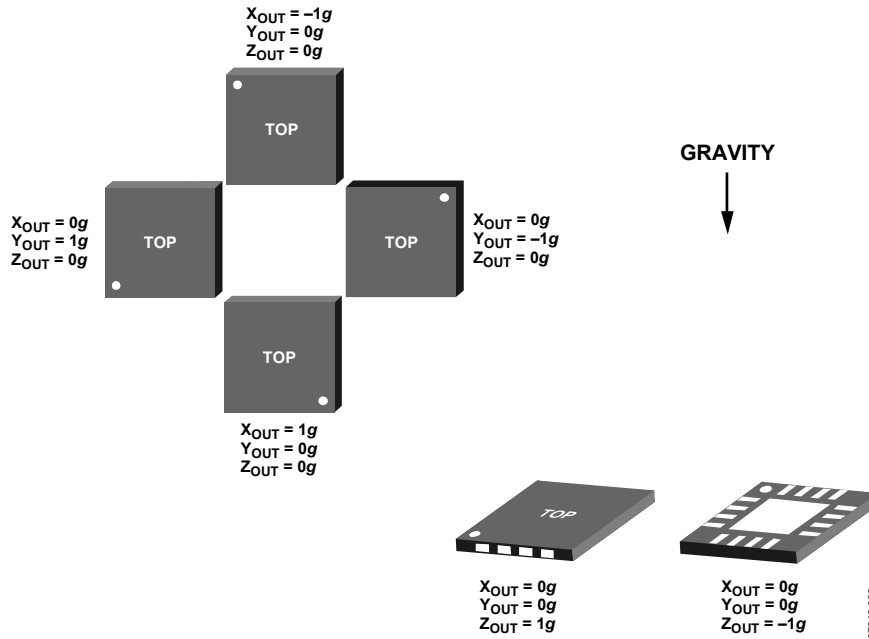 X_OUT = –1g
Y_OUT = 0g
Z_OUT = 0g
TOP
GRAVITY
X_OUT = 0g
Y_OUT = 1g
Z_OUT = 0g
TOP
TOP
X_OUT = 0g
Y_OUT = –1g
Z_OUT = 0g
TOP
X_OUT = 1g
Y_OUT = 0g
Z_OUT = 0g
TOP
X_OUT = 0g
Y_OUT = 0g
Z_OUT = 1g
X_OUT = 0g
Y_OUT = 0g
Z_OUT = –1g